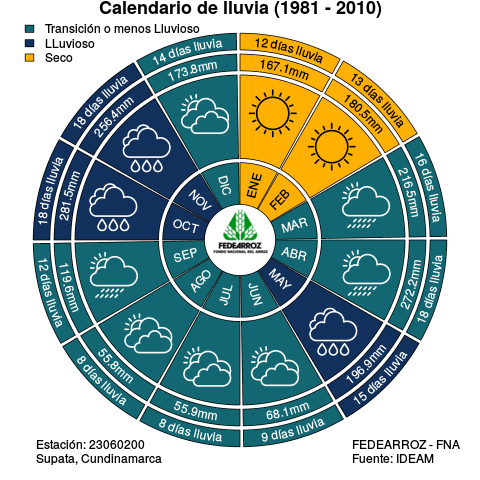 Calendario de lluvia (1981 - 2010)
Transición o menos Lluvioso
LLuvioso
Seco
12 días lluvia
167.1mm
ENE
13 días lluvia
180.5mm
FEB
16 días lluvia
216.5mm
MAR
18 días lluvia
272.2mm
ABR
15 días lluvia
196.9mm
MAY
9 días lluvia
68.1mm
JUN
8 días lluvia
55.9mm
JUL
8 días lluvia
55.8mm
AGO
12 días lluvia
119.6mm
SEP
18 días lluvia
281.5mm
OCT
18 días lluvia
256.4mm
NOV
14 días lluvia
173.8mm
DIC
FEDEARROZ
FONDO NACIONAL DEL ARROZ
Estación: 23060200
Supata, Cundinamarca
FEDEARROZ - FNA
Fuente: IDEAM